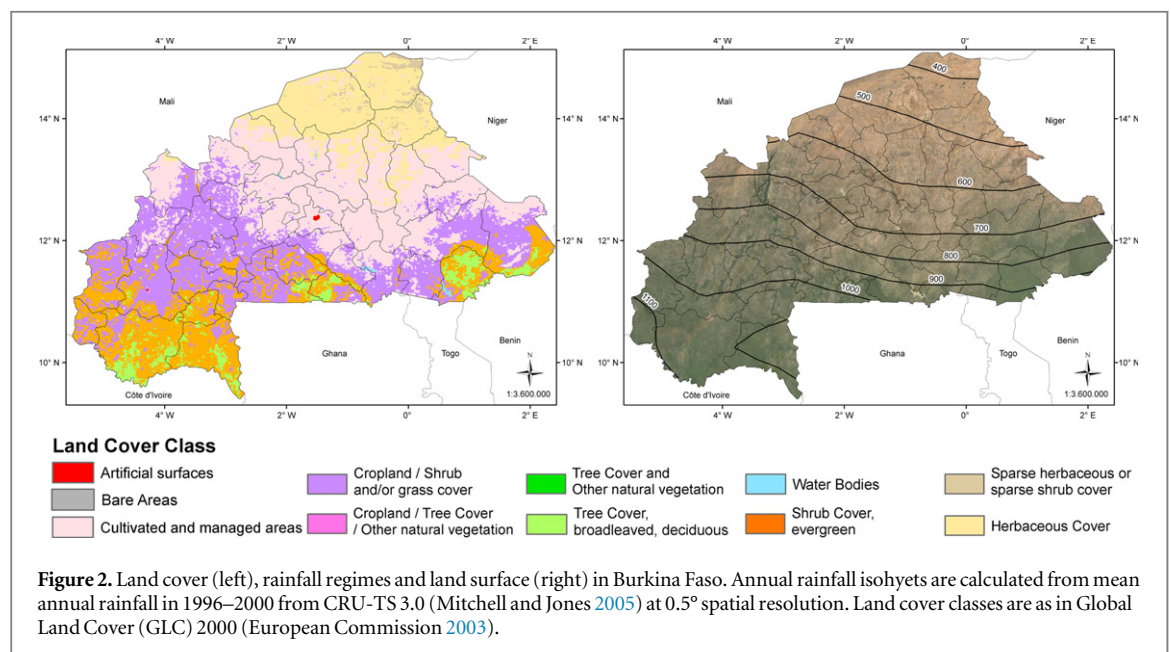 4° W
2° W
0°
2° E
4° W
2° W
0°
2° E
Mali
Niger
14° N
14° N
12° N
12° N
10° N
10° N
Ghana
Togo
Benin
Côte d'Ivoire
N
1:3.600.000
4° W
2° W
0°
2° E
Mali
Niger
14° N
12° N
10° N
400
500
600
700
800
900
1000
1100
Ghana
Togo
Benin
Côte d'Ivoire
N
1:3.600.000
4° W
2° W
0°
2° E
Land Cover Class
Artificial surfaces
Bare Areas
Cultivated and managed areas
Cropland / Shrub
and/or grass cover
Cropland / Tree Cover
/ Other natural vegetation
Tree Cover and
Other natural vegetation
Tree Cover,
broadleaved, deciduous
Water Bodies
Shrub Cover,
evergreen
Sparse herbaceous or
sparse shrub cover
Herbaceous Cover
Figure 2. Land cover (left), rainfall regimes and land surface (right) in Burkina Faso. Annual rainfall isohyets are calculated from mean
annual rainfall in 1996–2000 from CRU-TS 3.0 (Mitchell and Jones 2005) at 0.5° spatial resolution. Land cover classes are as in Global
Land Cover (GLC) 2000 (European Commission 2003).